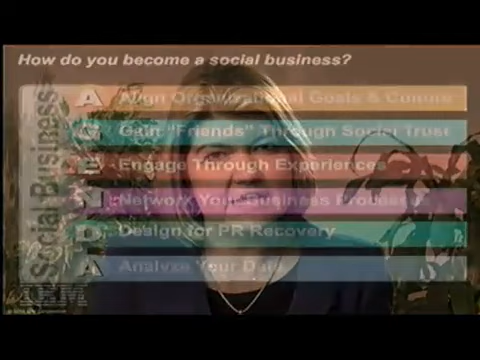 How do you become a social business?
Social Business
A Align Organizational Goals & Culture
G Gain "Friends" Through Social Trust
E Engage Through Experiences
N Network Your Business Processes
D Design for PR Recovery
A Analyze Your Data
IBM